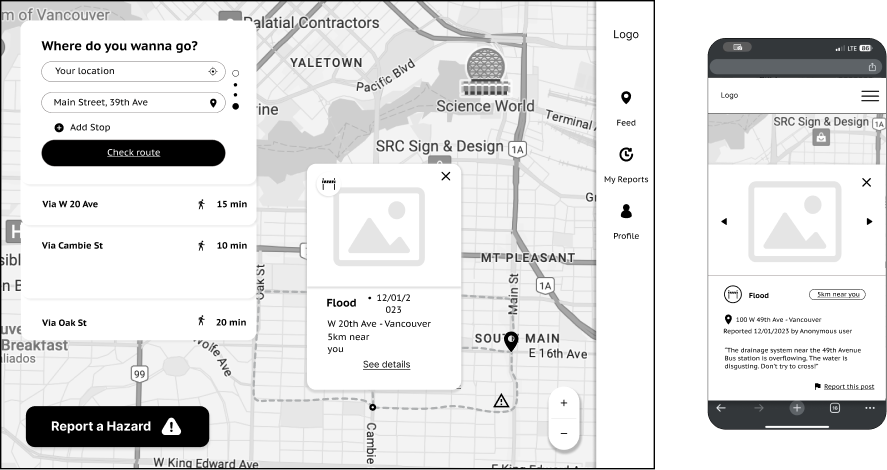 m of Vancouver
Palatial Contractors
Where do you wanna go?
Your location
Main Street, 39th Ave
Add Stop
Check route
Via W 20 Ave
15 min
Via Cambie St
10 min
Via Oak St
20 min
Report a Hazard
YALETOWN
Pacific Blvd
Science World
Terminal
SRC Sign & Design
1A
MT PLEASANT
1A
Main St
Oak St
SOUTH MAIN
E 16th Ave
Wolfe Ave
Breakfast
aliados
99
Cambie
W King Edward Ave
E King Edward A
Flood
• 12/01/2
023
W 20th Ave - Vancouver
5km near
you
See details
+
−
Logo
Feed
My Reports
Profile
LTE
Logo
SRC Sign & Design
1A
Flood
5km near you
100 W 49th Ave - Vancouver
Reported 12/01/2023 by Anonymous user
"The drainage system near the 49th Avenue
Bus station is overflowing. The water is
disgusting. Don't try to cross!"
Report this post